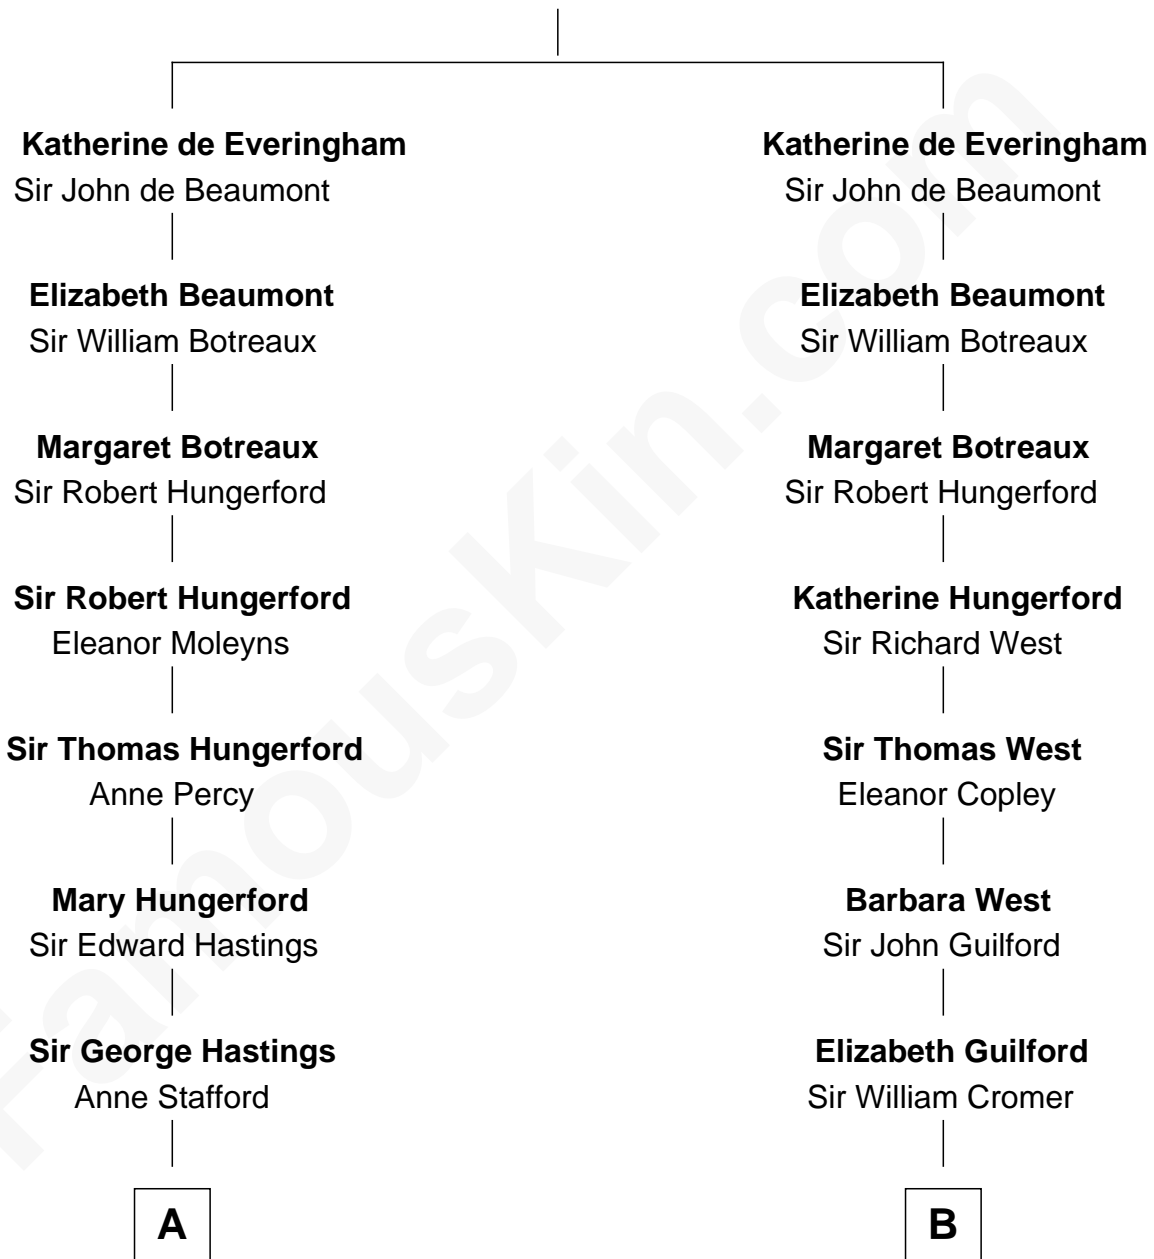 Katherine de Everingham Katherine de Everingham
Sir John de Beaumont Sir John de Beaumont
Elizabeth Beaumont Elizabeth Beaumont
Sir William Botreaux Sir William Botreaux
Margaret Botreaux Margaret Botreaux
Sir Robert Hungerford Sir Robert Hungerford
Sir Robert Hungerford Katherine Hungerford
Eleanor Moleyns Sir Richard West
Sir Thomas Hungerford Sir Thomas West
Anne Percy Eleanor Copley
Mary Hungerford Barbara West
Sir Edward Hastings Sir John Guilford
Sir George Hastings Elizabeth Guilford
Anne Stafford Sir William Cromer
A B
FamousKin.com